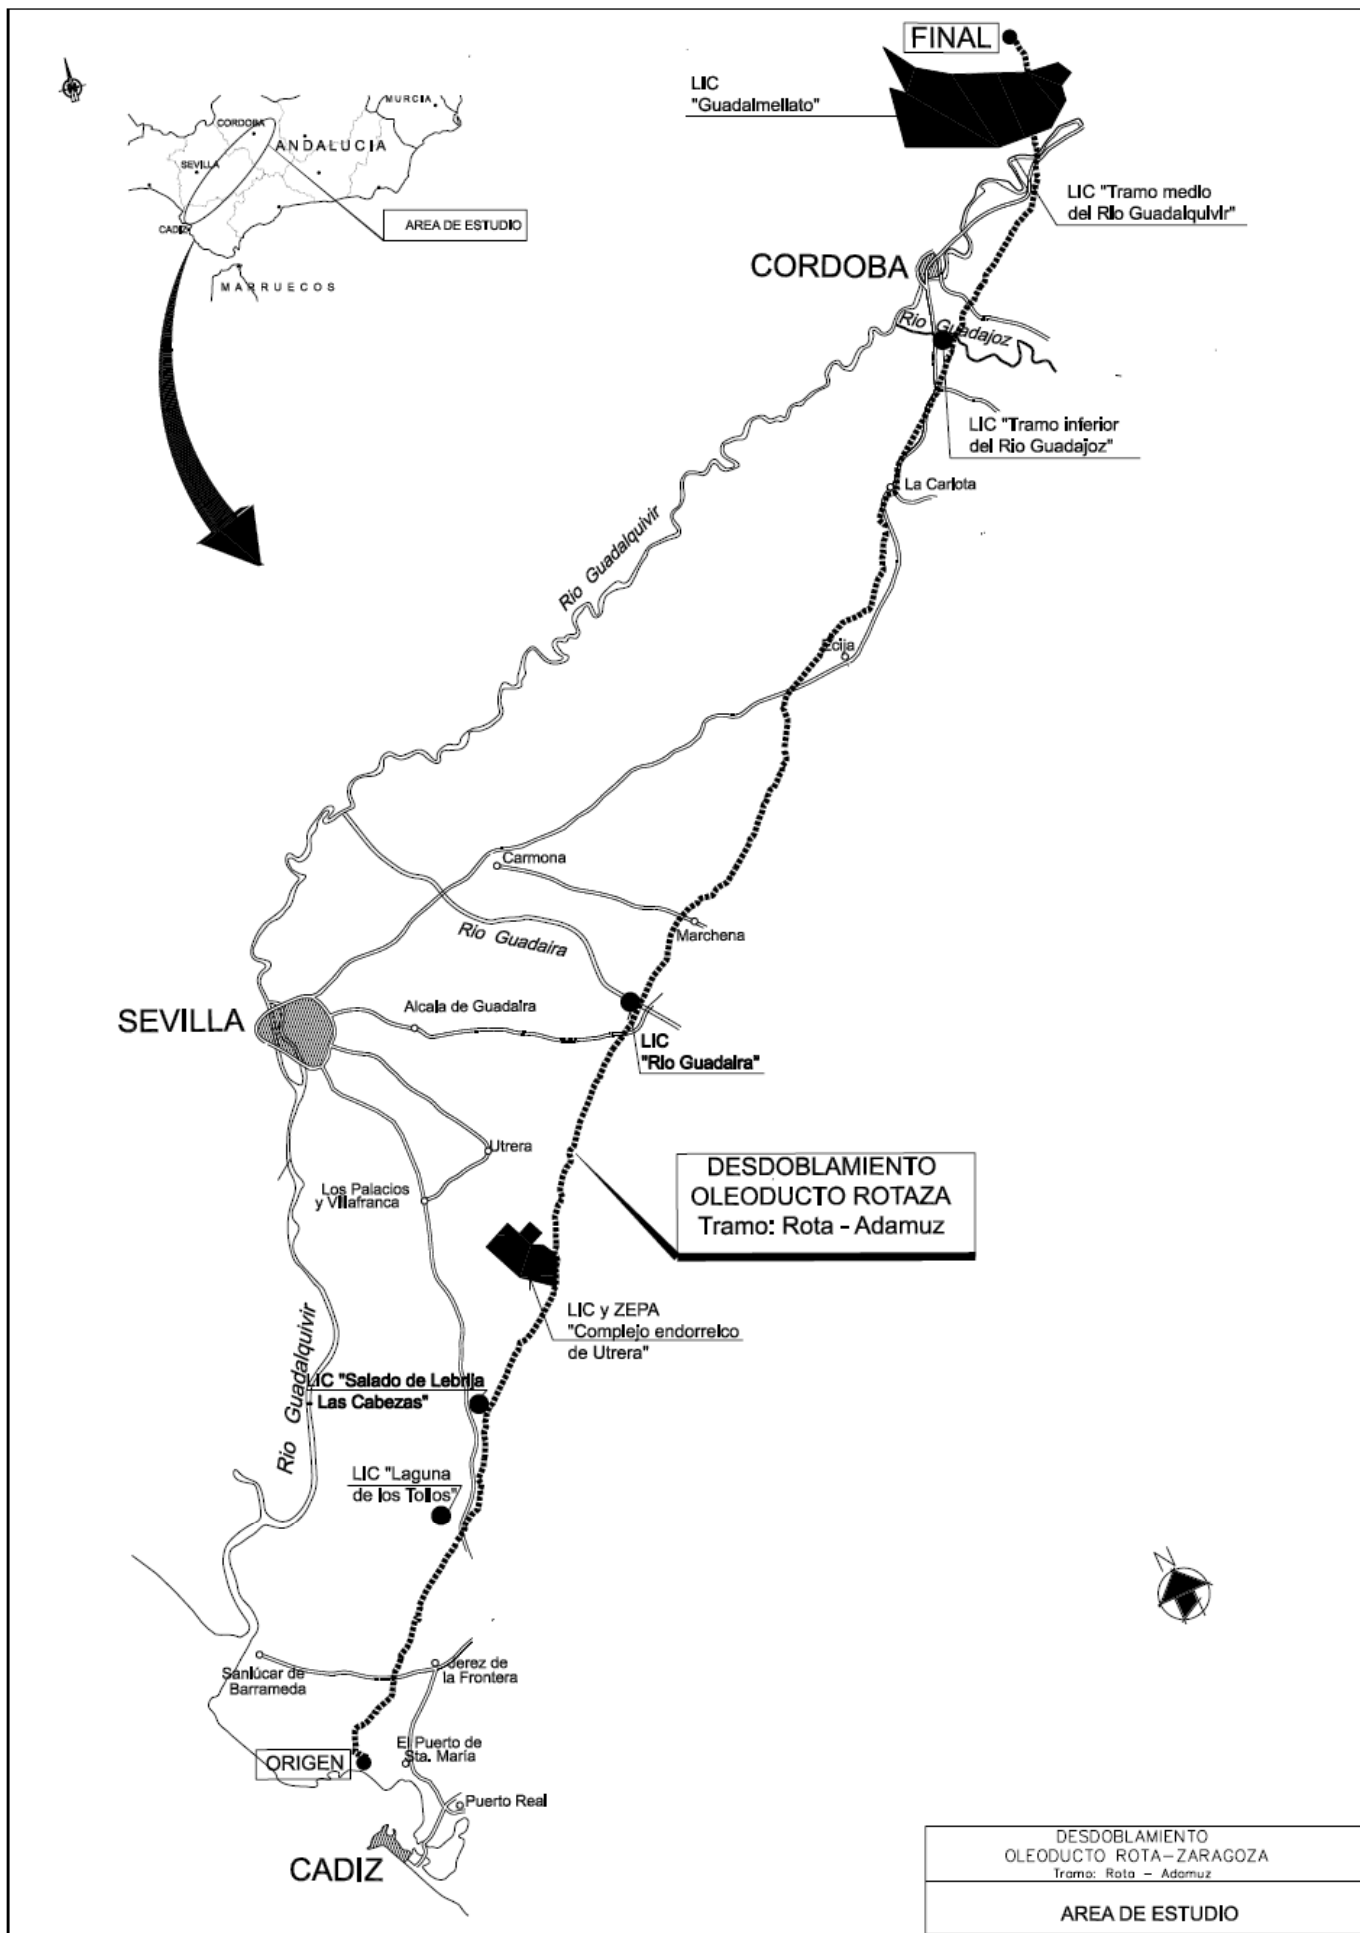 FINAL
LIC
"Guadalmellato"
MURCIA
CORDOBA
ANDALUCIA
SEVILLA
AREA DE ESTUDIO
CADIZ
MARRUECOS
LIC "Tramo medio
del Rio Guadalquivir"
CORDOBA
Rio Guadajoz
LIC "Tramo inferior
del Rio Guadajoz"
La Carlota
Rio Guadalquivir
Ecija
Carmona
Marchena
Rio Guadaira
Alcala de Guadaira
SEVILLA
LIC
"Rio Guadaira"
Utrera
Los Palacios
y Villafranca
DESDOBLAMIENTO
OLEODUCTO ROTAZA
Tramo: Rota - Adamuz
LIC y ZEPA
"Complejo endorreico
de Utrera"
Rio Guadalquivir
LIC "Salado de Lebrija
- Las Cabezas"
LIC "Laguna
de los Tollos"
N
Sanlúcar de
Barrameda
Jerez de
la Frontera
El Puerto de
Sta. María
ORIGEN
Puerto Real
CADIZ
DESDOBLAMIENTO
OLEODUCTO ROTA-ZARAGOZA
Tramo: Rota - Adamuz
AREA DE ESTUDIO